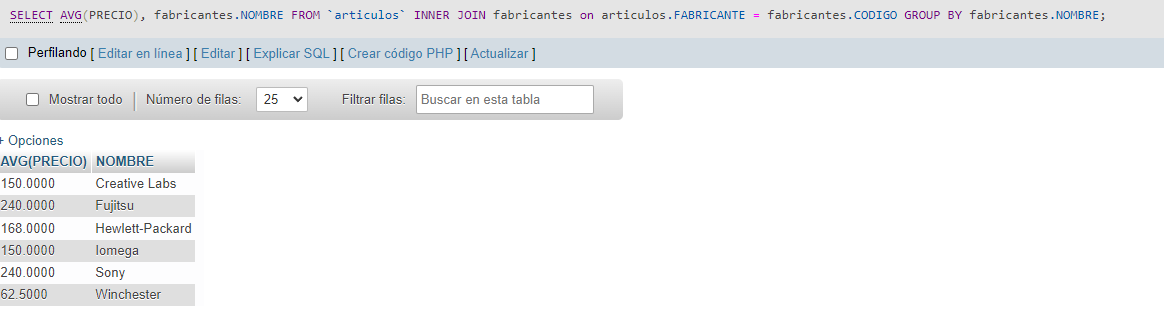 SELECT AVG(PRECIO), fabricantes.NOMBRE FROM `articulos` INNER JOIN fabricantes on articulos.FABRICANTE = fabricantes.CODIGO GROUP BY fabricantes.NOMBRE;
Perfilando [ Editar en línea ] [ Editar ] [ Explicar SQL ] [ Crear código PHP ] [ Actualizar ]
Mostrar todo | Número de filas: 25 Filtrar filas: Buscar en esta tabla
+ Opciones
AVG(PRECIO) NOMBRE
150.0000 Creative Labs
240.0000 Fujitsu
168.0000 Hewlett-Packard
150.0000 Iomega
240.0000 Sony
62.5000 Winchester